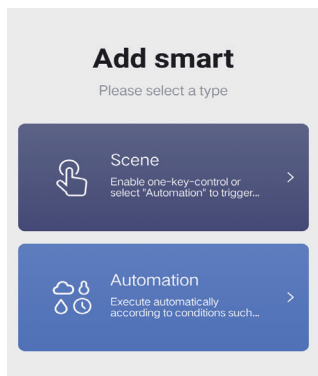 Add smart
Please select a type
Scene
Enable one-key-control or
select "Automation" to trigger...
Automation
Execute automatically
according to conditions such...